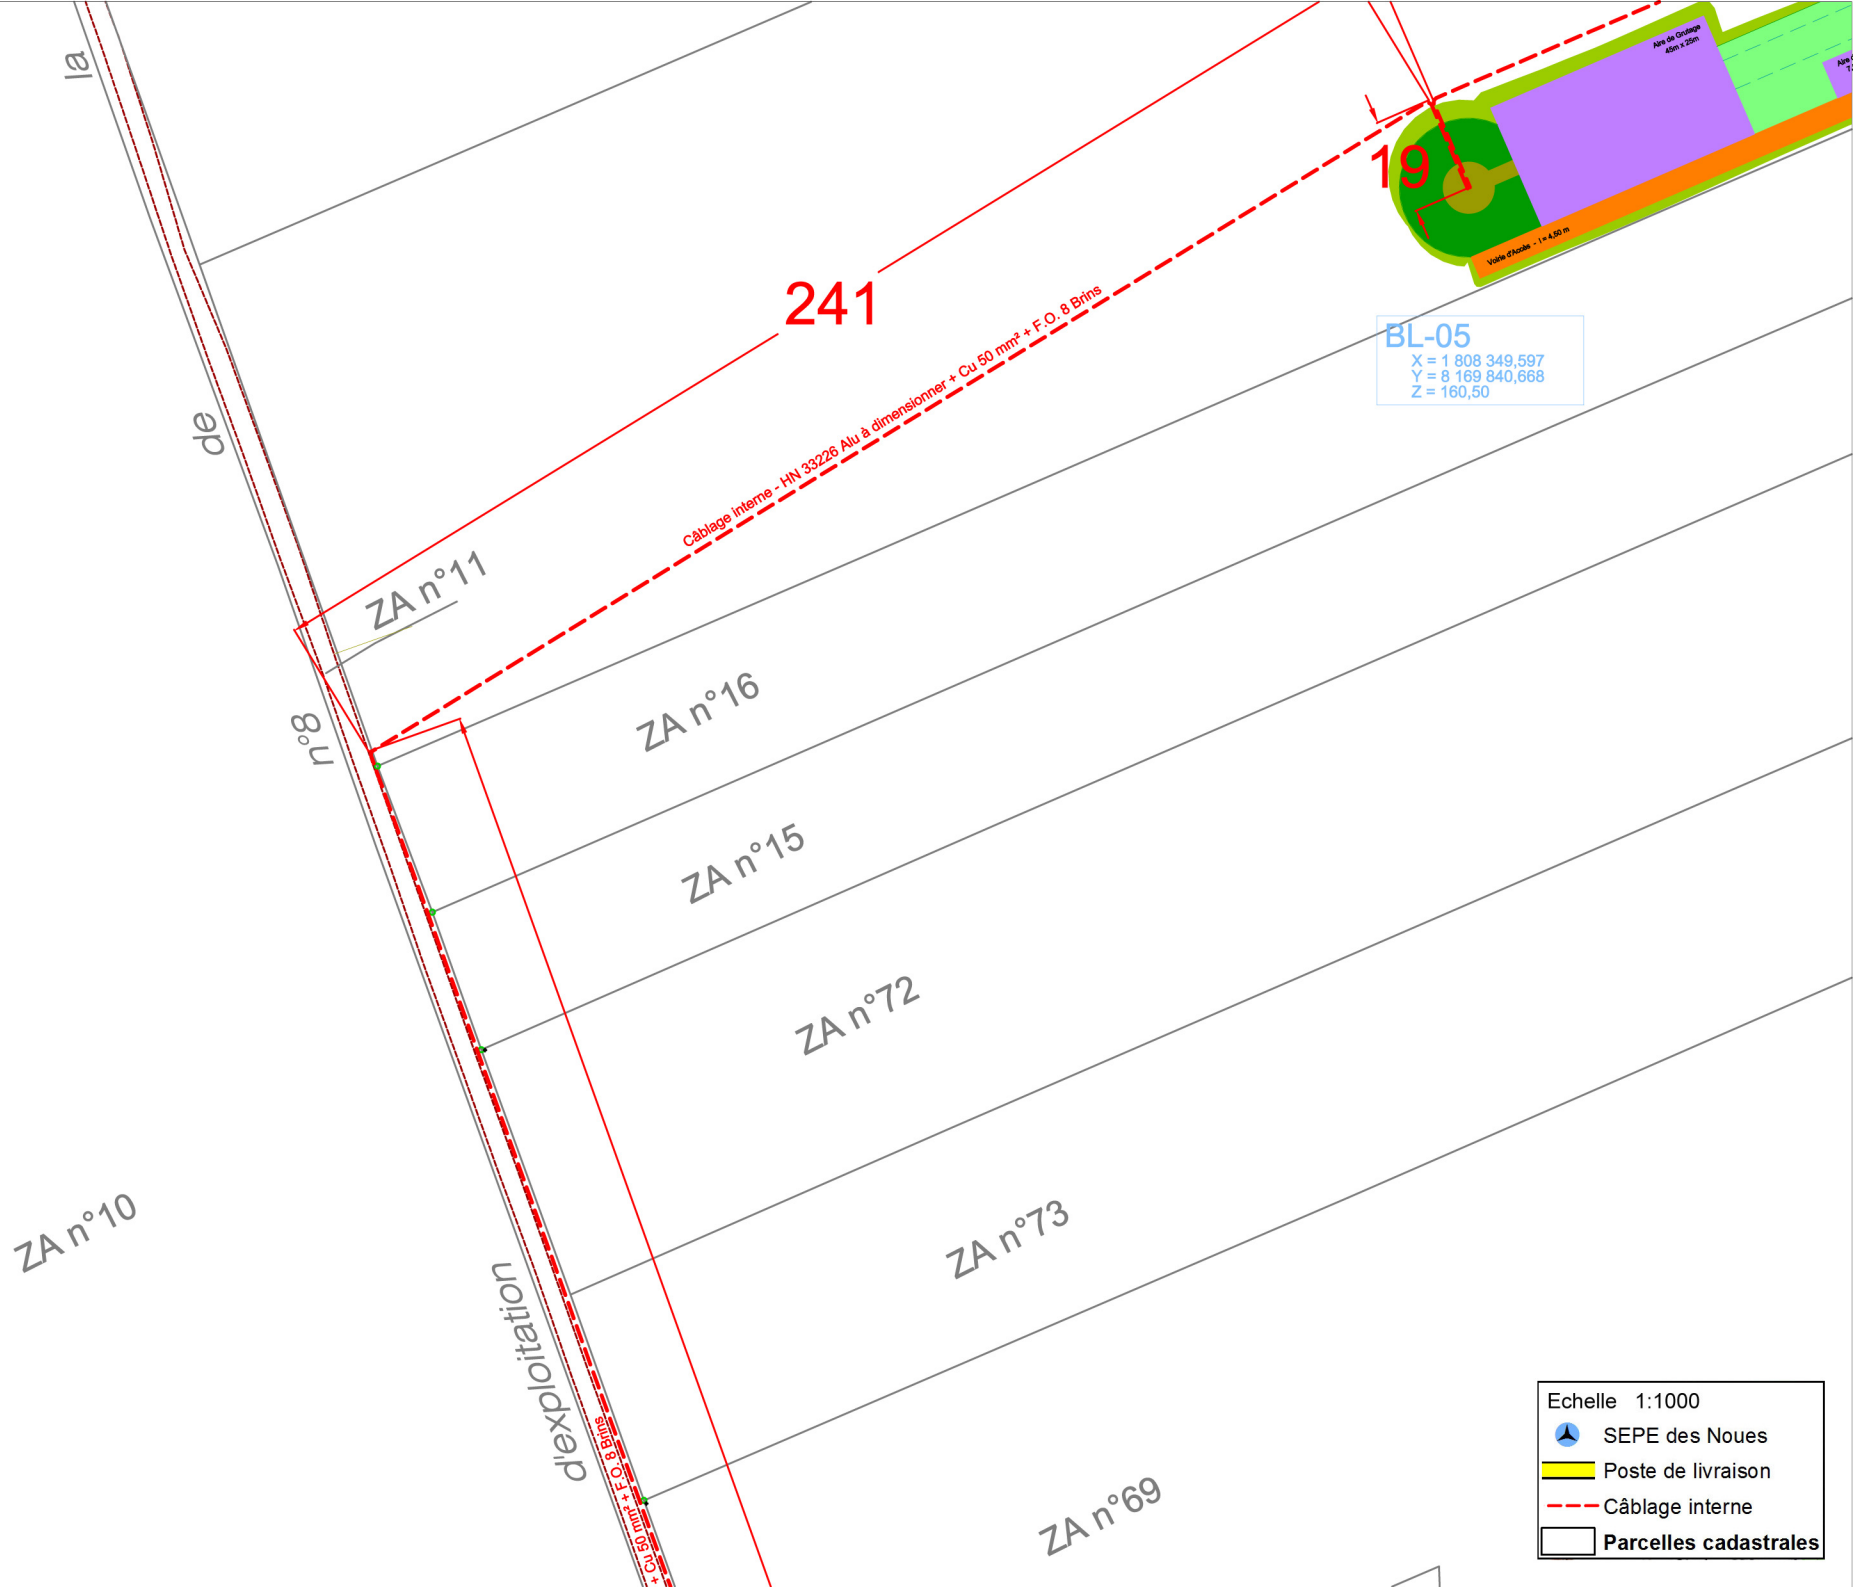 la
Aire de Grutage
45m x 25m
19
Voirie d'Accès - l = 4,50 m
241
Câblage interne - HN 33226 Alu à dimensionner + Cu 50 mm² + F.O. 8 Brins
BL-05
X = 1 808 349,597
Y = 8 169 840,668
Z = 160,50
de
ZA n°11
n°8
ZA n°16
ZA n°15
ZA n°72
ZA n°10
ZA n°73
d'exploitation
+ Cu 50 mm² + F.O. 8 Brins
ZA n°69
Echelle 1:1000
SEPE des Noues
Poste de livraison
Câblage interne
Parcelles cadastrales